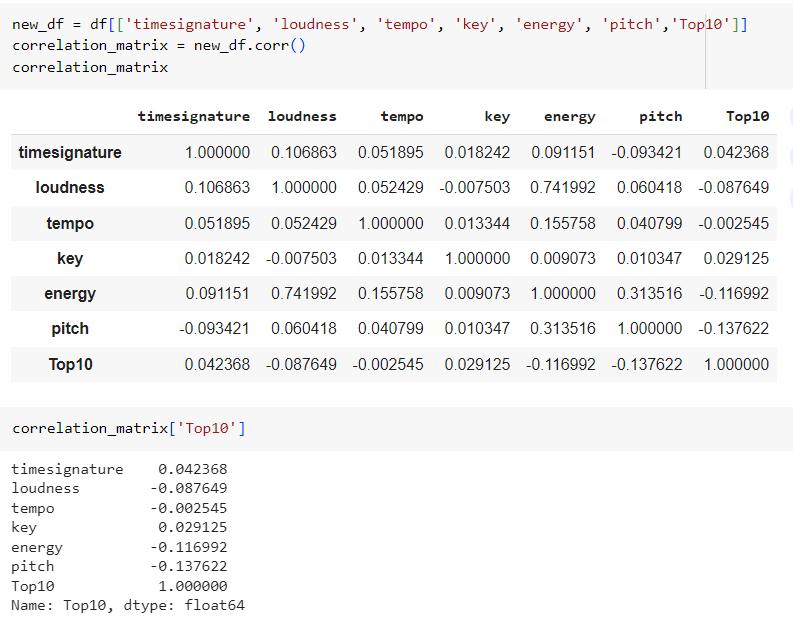 new_df = df[['timesignature', 'loudness', 'tempo', 'key', 'energy', 'pitch','Top10']]
correlation_matrix = new_df.corr()
correlation_matrix
timesignature loudness tempo key energy pitch Top10
timesignature 1.000000 0.106863 0.051895 0.018242 0.091151 -0.093421 0.042368
loudness 0.106863 1.000000 0.052429 -0.007503 0.741992 0.060418 -0.087649
tempo 0.051895 0.052429 1.000000 0.013344 0.155758 0.040799 -0.002545
key 0.018242 -0.007503 0.013344 1.000000 0.009073 0.010347 0.029125
energy 0.091151 0.741992 0.155758 0.009073 1.000000 0.313516 -0.116992
pitch -0.093421 0.060418 0.040799 0.010347 0.313516 1.000000 -0.137622
Top10 0.042368 -0.087649 -0.002545 0.029125 -0.116992 -0.137622 1.000000
correlation_matrix['Top10']
timesignature 0.042368
loudness -0.087649
tempo -0.002545
key 0.029125
energy -0.116992
pitch -0.137622
Top10 1.000000
Name: Top10, dtype: float64